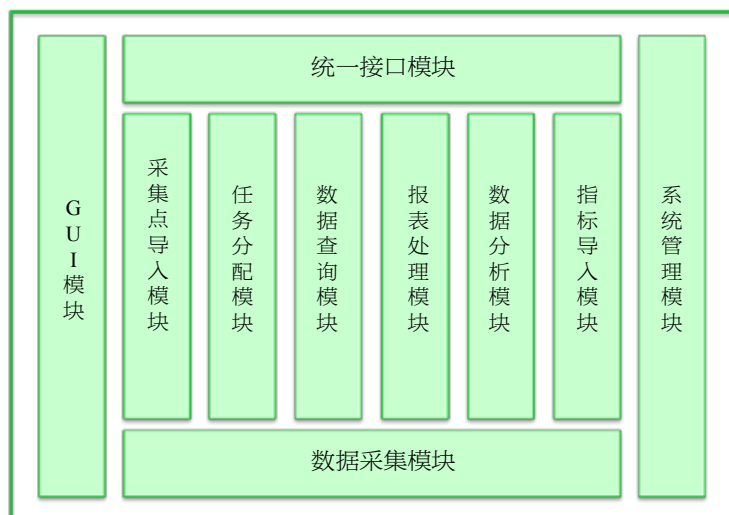 GUI模块
统一接口模块
采集点导入模块
任务分配模块
数据查询模块
报表处理模块
数据分析模块
指标导入模块
系统管理模块
数据采集模块